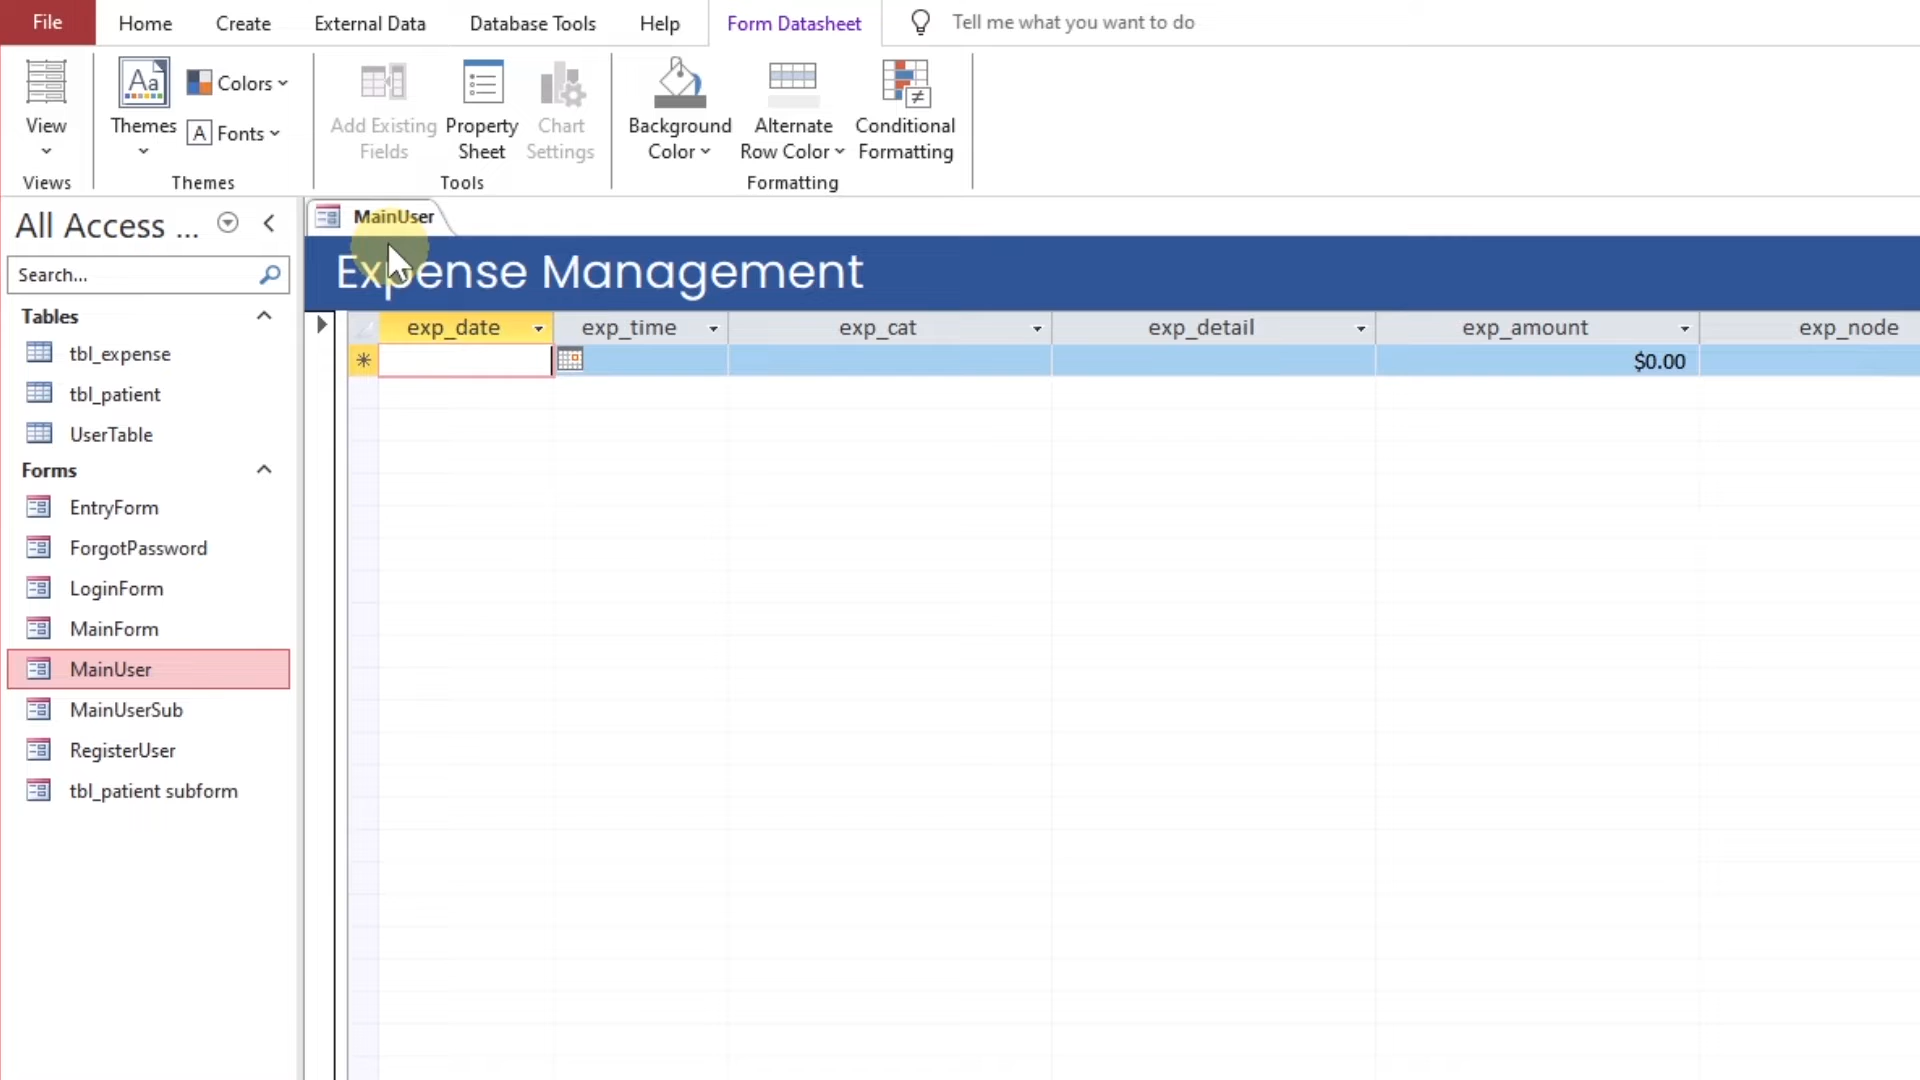 File Home Create External Data Database Tools Help Form Datasheet Tell me what you want to do
View
Views
Aa
Themes
Colors
A Fonts
Themes
Add Existing Fields
Property Sheet
Chart Settings
Tools
Background Color
Alternate Row Color
Conditional Formatting
Formatting
All Access ...
Search...
Tables
tbl_expense
tbl_patient
UserTable
Forms
EntryForm
ForgotPassword
LoginForm
MainForm
MainUser
MainUserSub
RegisterUser
tbl_patient subform
MainUser
Expense Management
exp_date exp_time exp_cat exp_detail exp_amount exp_node
$0.00